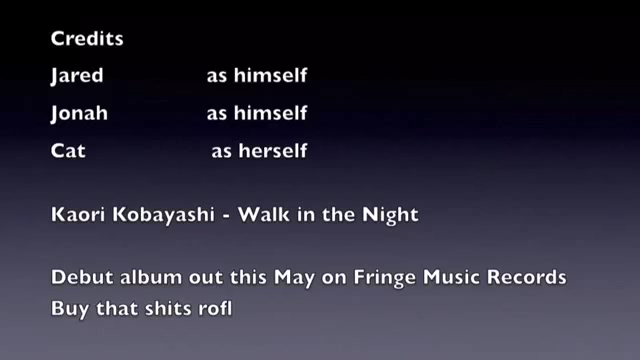 Credits
Jared as himself
Jonah as himself
Cat as herself
Kaori Kobayashi - Walk in the Night
Debut album out this May on Fringe Music Records
Buy that shits rofl